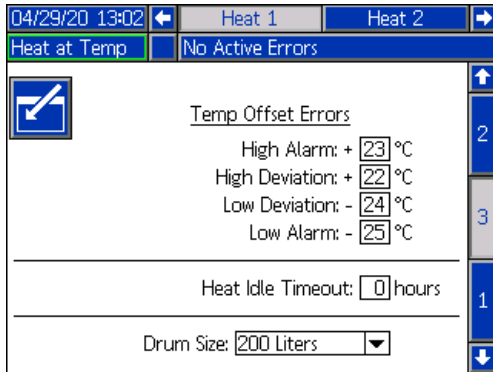 04/29/20 13:02 Heat 1 Heat 2
Heat at Temp No Active Errors
Temp Offset Errors
High Alarm: + 23 °C
High Deviation: + 22 °C
Low Deviation: - 24 °C
Low Alarm: - 25 °C
Heat Idle Timeout: 0 hours
Drum Size: 200 Liters
2
3
1